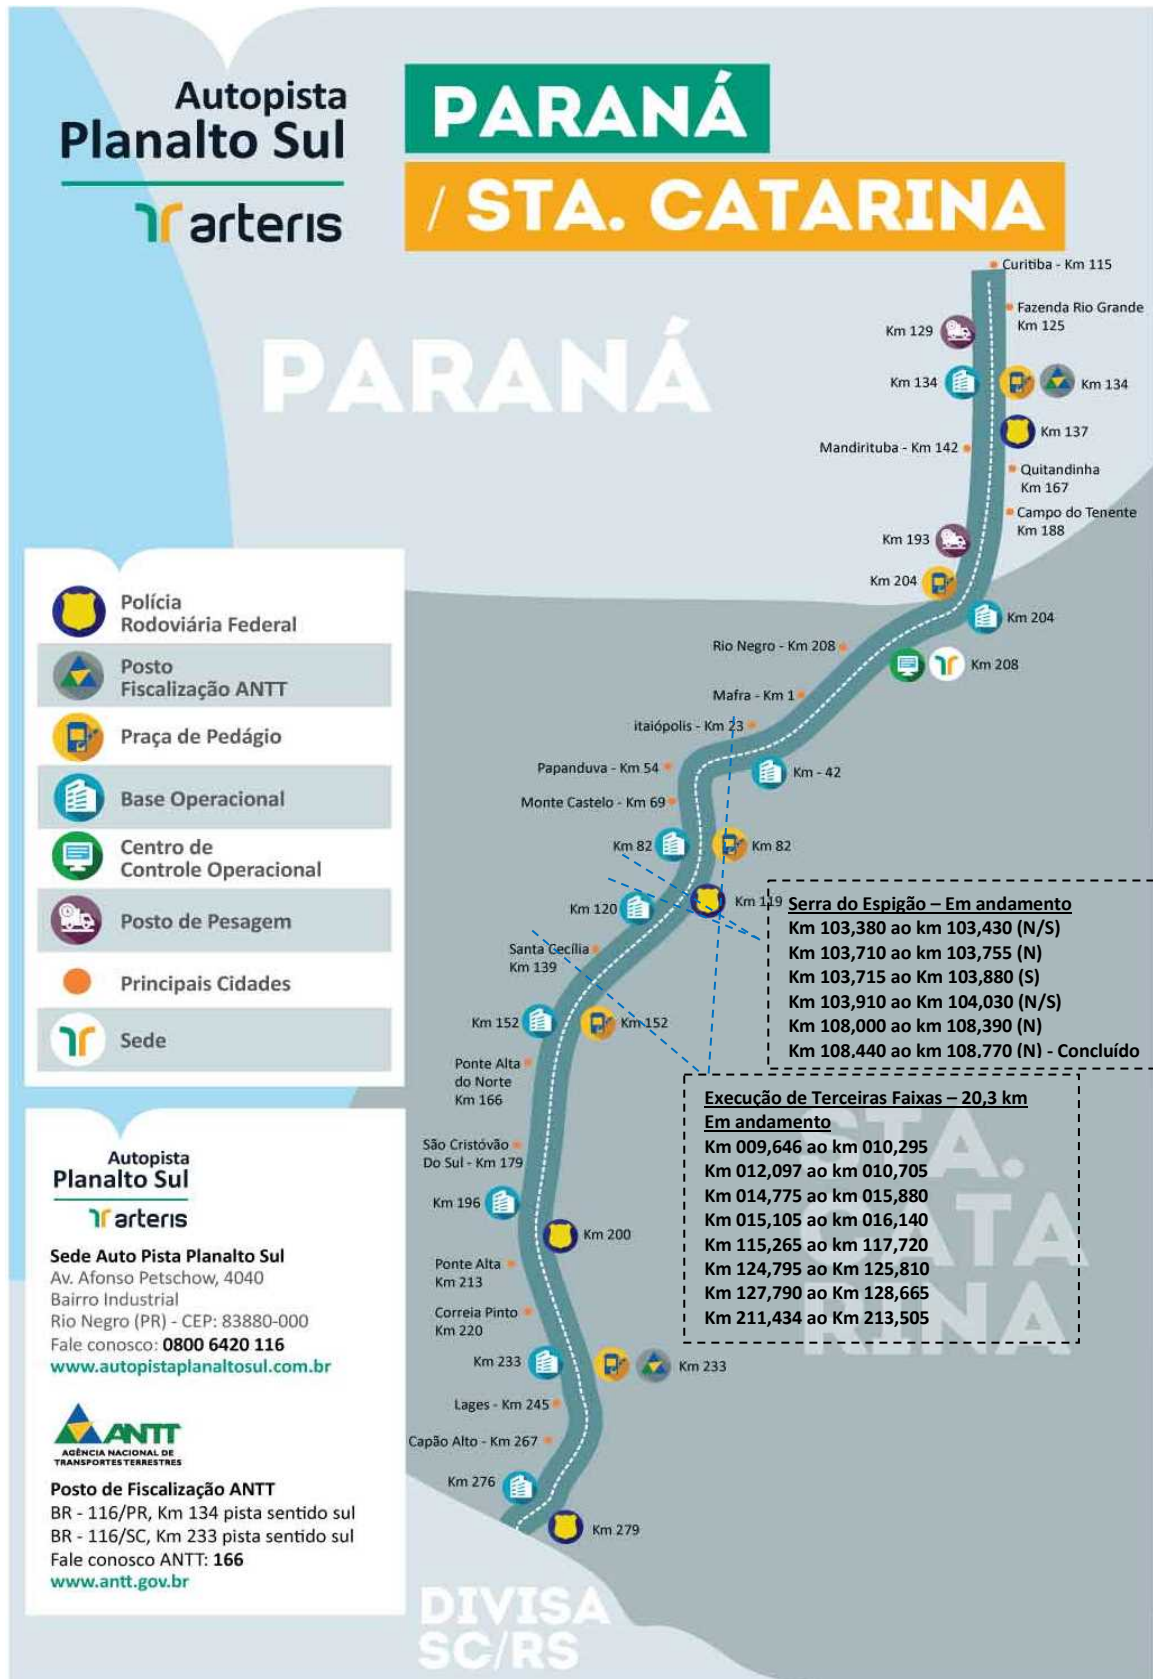 Autopista
Planalto Sul
arteris
PARANÁ
/ STA. CATARINA
PARANÁ
Curitiba - Km 115
Fazenda Rio Grande
Km 125
Km 129
Km 134
Km 134
Km 137
Mandirituba - Km 142
Quitandinha
Km 167
Campo do Tenente
Km 188
Km 193
Km 204
Km 204
Rio Negro - Km 208
Km 208
Mafra - Km 1
itaiópolis - Km 23
Papanduva - Km 54
Km - 42
Monte Castelo - Km 69
Km 82
Km 82
Km 119
Km 120
Santa Cecília
Km 139
Km 152
Km 152
Ponte Alta
do Norte
Km 166
São Cristóvão
Do Sul - Km 179
Km 196
Km 200
Ponte Alta
Km 213
Correia Pinto
Km 220
Km 233
Km 233
Lages - Km 245
Capão Alto - Km 267
Km 276
Km 279
Polícia
Rodoviária Federal
Posto
Fiscalização ANTT
Praça de Pedágio
Base Operacional
Centro de
Controle Operacional
Posto de Pesagem
Principais Cidades
Sede
Serra do Espigão – Em andamento
Km 103,380 ao km 103,430 (N/S)
Km 103,710 ao km 103,755 (N)
Km 103,715 ao Km 103,880 (S)
Km 103,910 ao Km 104,030 (N/S)
Km 108,000 ao km 108,390 (N)
Km 108,440 ao km 108,770 (N) - Concluído
Execução de Terceiras Faixas – 20,3 km
Em andamento
Km 009,646 ao km 010,295
Km 012,097 ao km 010,705
Km 014,775 ao km 015,880
Km 015,105 ao km 016,140
Km 115,265 ao km 117,720
Km 124,795 ao Km 125,810
Km 127,790 ao Km 128,665
Km 211,434 ao Km 213,505
STA.
CATA
RINA
Autopista
Planalto Sul
arteris
Sede Auto Pista Planalto Sul
Av. Afonso Petschow, 4040
Bairro Industrial
Rio Negro (PR) - CEP: 83880-000
Fale conosco: 0800 6420 116
www.autopistaplanaltosul.com.br
ANTT
AGÊNCIA NACIONAL DE
TRANSPORTES TERRESTRES
Posto de Fiscalização ANTT
BR - 116/PR, Km 134 pista sentido sul
BR - 116/SC, Km 233 pista sentido sul
Fale conosco ANTT: 166
www.antt.gov.br
DIVISA
SC/RS